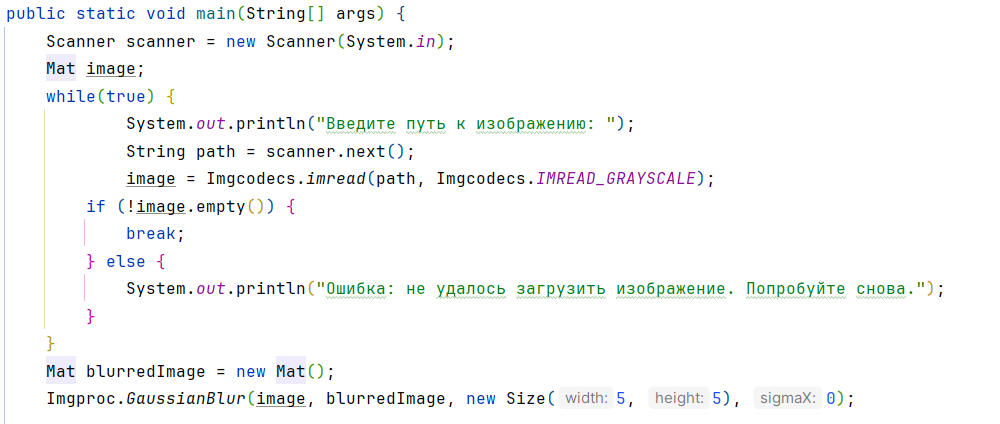 public static void main(String[] args) {
Scanner scanner = new Scanner(System.in);
Mat image;
while(true) {
System.out.println("Введите путь к изображению: ");
String path = scanner.next();
image = Imgcodecs.imread(path, Imgcodecs.IMREAD_GRAYSCALE);
if (!image.empty()) {
break;
} else {
System.out.println("Ошибка: не удалось загрузить изображение. Попробуйте снова.");
}
}
Mat blurredImage = new Mat();
Imgproc.GaussianBlur(image, blurredImage, new Size( width: 5, height: 5), sigmaX: 0);